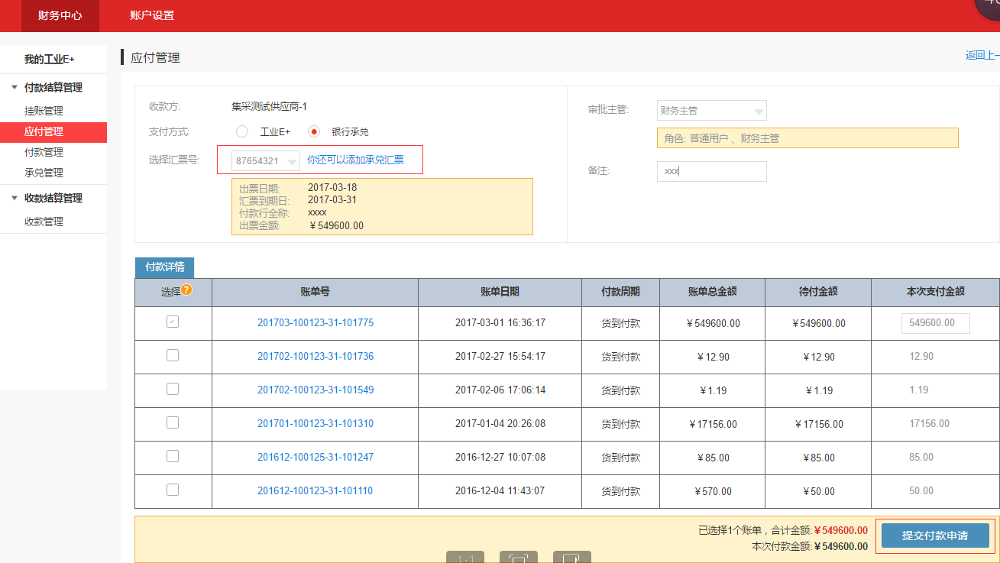 财务中心 账户设置
我的工业E+
付款结算管理
挂账管理
应付管理
付款管理
承兑管理
收款结算管理
收款管理
应付管理
返回上一
收款方: 集采测试供应商-1
支付方式: 工业E+ 银行承兑
选择汇票号: 87654321 你还可以添加承兑汇票
出票日期: 2017-03-18
汇票到期日: 2017-03-31
付款行全称: xxxx
出票金额: ¥549600.00
审批主管: 财务主管
角色: 普通用户 、财务主管
备注: xxx
付款详情
选择? 账单号 账单日期 付款周期 账单总金额 待付金额 本次支付金额
201703-100123-31-101775 2017-03-01 16:36:17 货到付款 ¥549600.00 ¥549600.00 549600.00
201702-100123-31-101736 2017-02-27 15:54:17 货到付款 ¥12.90 ¥12.90 12.90
201702-100123-31-101549 2017-02-06 17:06:14 货到付款 ¥1.19 ¥1.19 1.19
201701-100123-31-101310 2017-01-04 20:26:08 货到付款 ¥17156.00 ¥17156.00 17156.00
201612-100125-31-101247 2016-12-27 10:07:08 货到付款 ¥85.00 ¥85.00 85.00
201612-100123-31-101110 2016-12-04 11:43:07 货到付款 ¥570.00 ¥50.00 50.00
已选择1个账单，合计金额: ¥549600.00
本次付款金额: ¥549600.00
提交付款申请
1:1